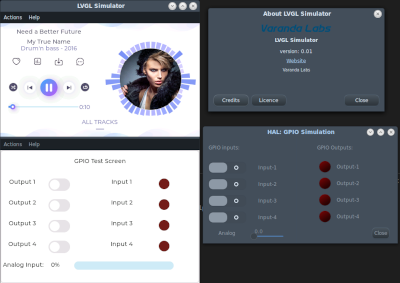 LVGL Simulator
Actions Help
Need a Better Future
My True Name
Drum'n bass - 2016
0:10
ALL TRACKS
Actions Help
GPIO Test Screen
Output 1 Input 1
Output 2 Input 2
Output 3 Input 3
Output 4 Input 4
Analog Input: 0%
About LVGL Simulator
Varanda Labs
LVGL Simulator
version: 0.01
Website
Varanda Labs
Credits Licence Close
HAL: GPIO Simulation
GPIO Inputs: GPIO Outputs:
Input-1 Output-1
Input-2 Output-2
Input-3 Output-3
Input-4 Output-4
Analog 0.0
Close